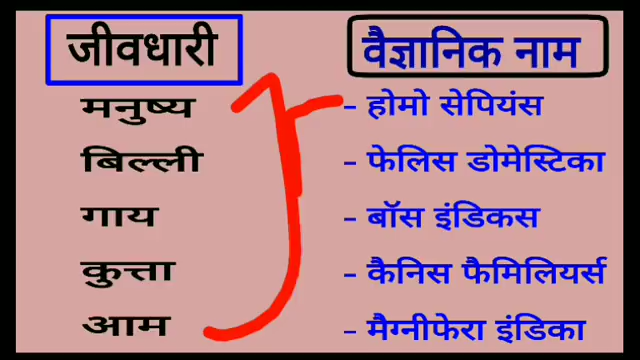 जीवधारी वैज्ञानिक नाम
मनुष्य - होमो सेपियंस
बिल्ली - फेलिस डोमेस्टिका
गाय - बॉस इंडिकस
कुत्ता - कैनिस फैमिलियर्स
आम - मैग्नीफेरा इंडिका